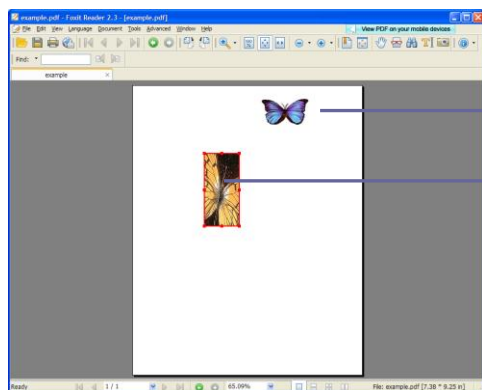 example.pdf - Foxit Reader 2.3 - [example.pdf]
File Edit View Language Document Tools Advanced Window Help
View PDF on your mobile devices
Find:
example
Ready
1 / 1
65.09%
File: example.pdf [7.38 * 9.25 in]